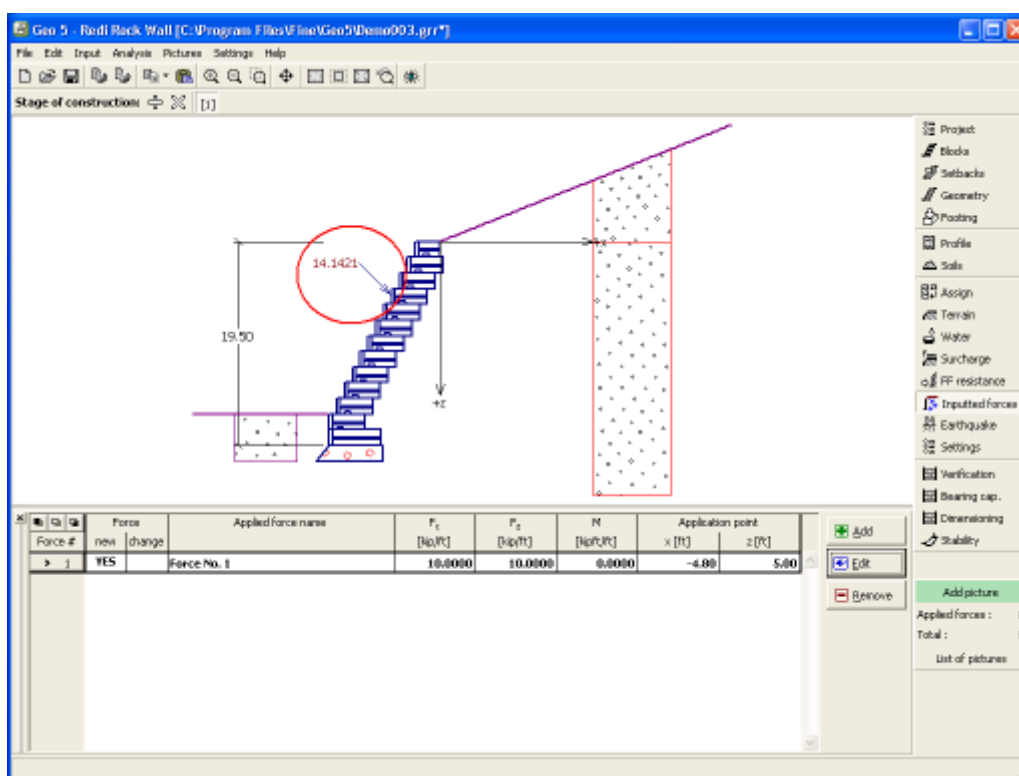 Geo 5 - Redi Rock Wall [C:\Program Files\Fine\Geo5\Demo003.grr*]
File Edit Input Analysis Pictures Settings Help
Stage of construction: [1]
Project
Blocks
Setbacks
Geometry
Footing
Profile
Soils
Assign
Terrain
Water
Surcharge
FF resistance
Inputted forces
Earthquake
Settings
Verification
Bearing cap.
Dimensioning
Stability
14.1421
+x
19.50
+z
Force Applied force name Fx Fz M Application point
Force # new change [kip/ft] [kip/ft] [kipft/ft] x [ft] z [ft]
> 1 YES Force No. 1 10.0000 10.0000 0.0000 -4.80 5.00
Add
Edit
Remove
Add picture
Applied forces :
Total :
List of pictures